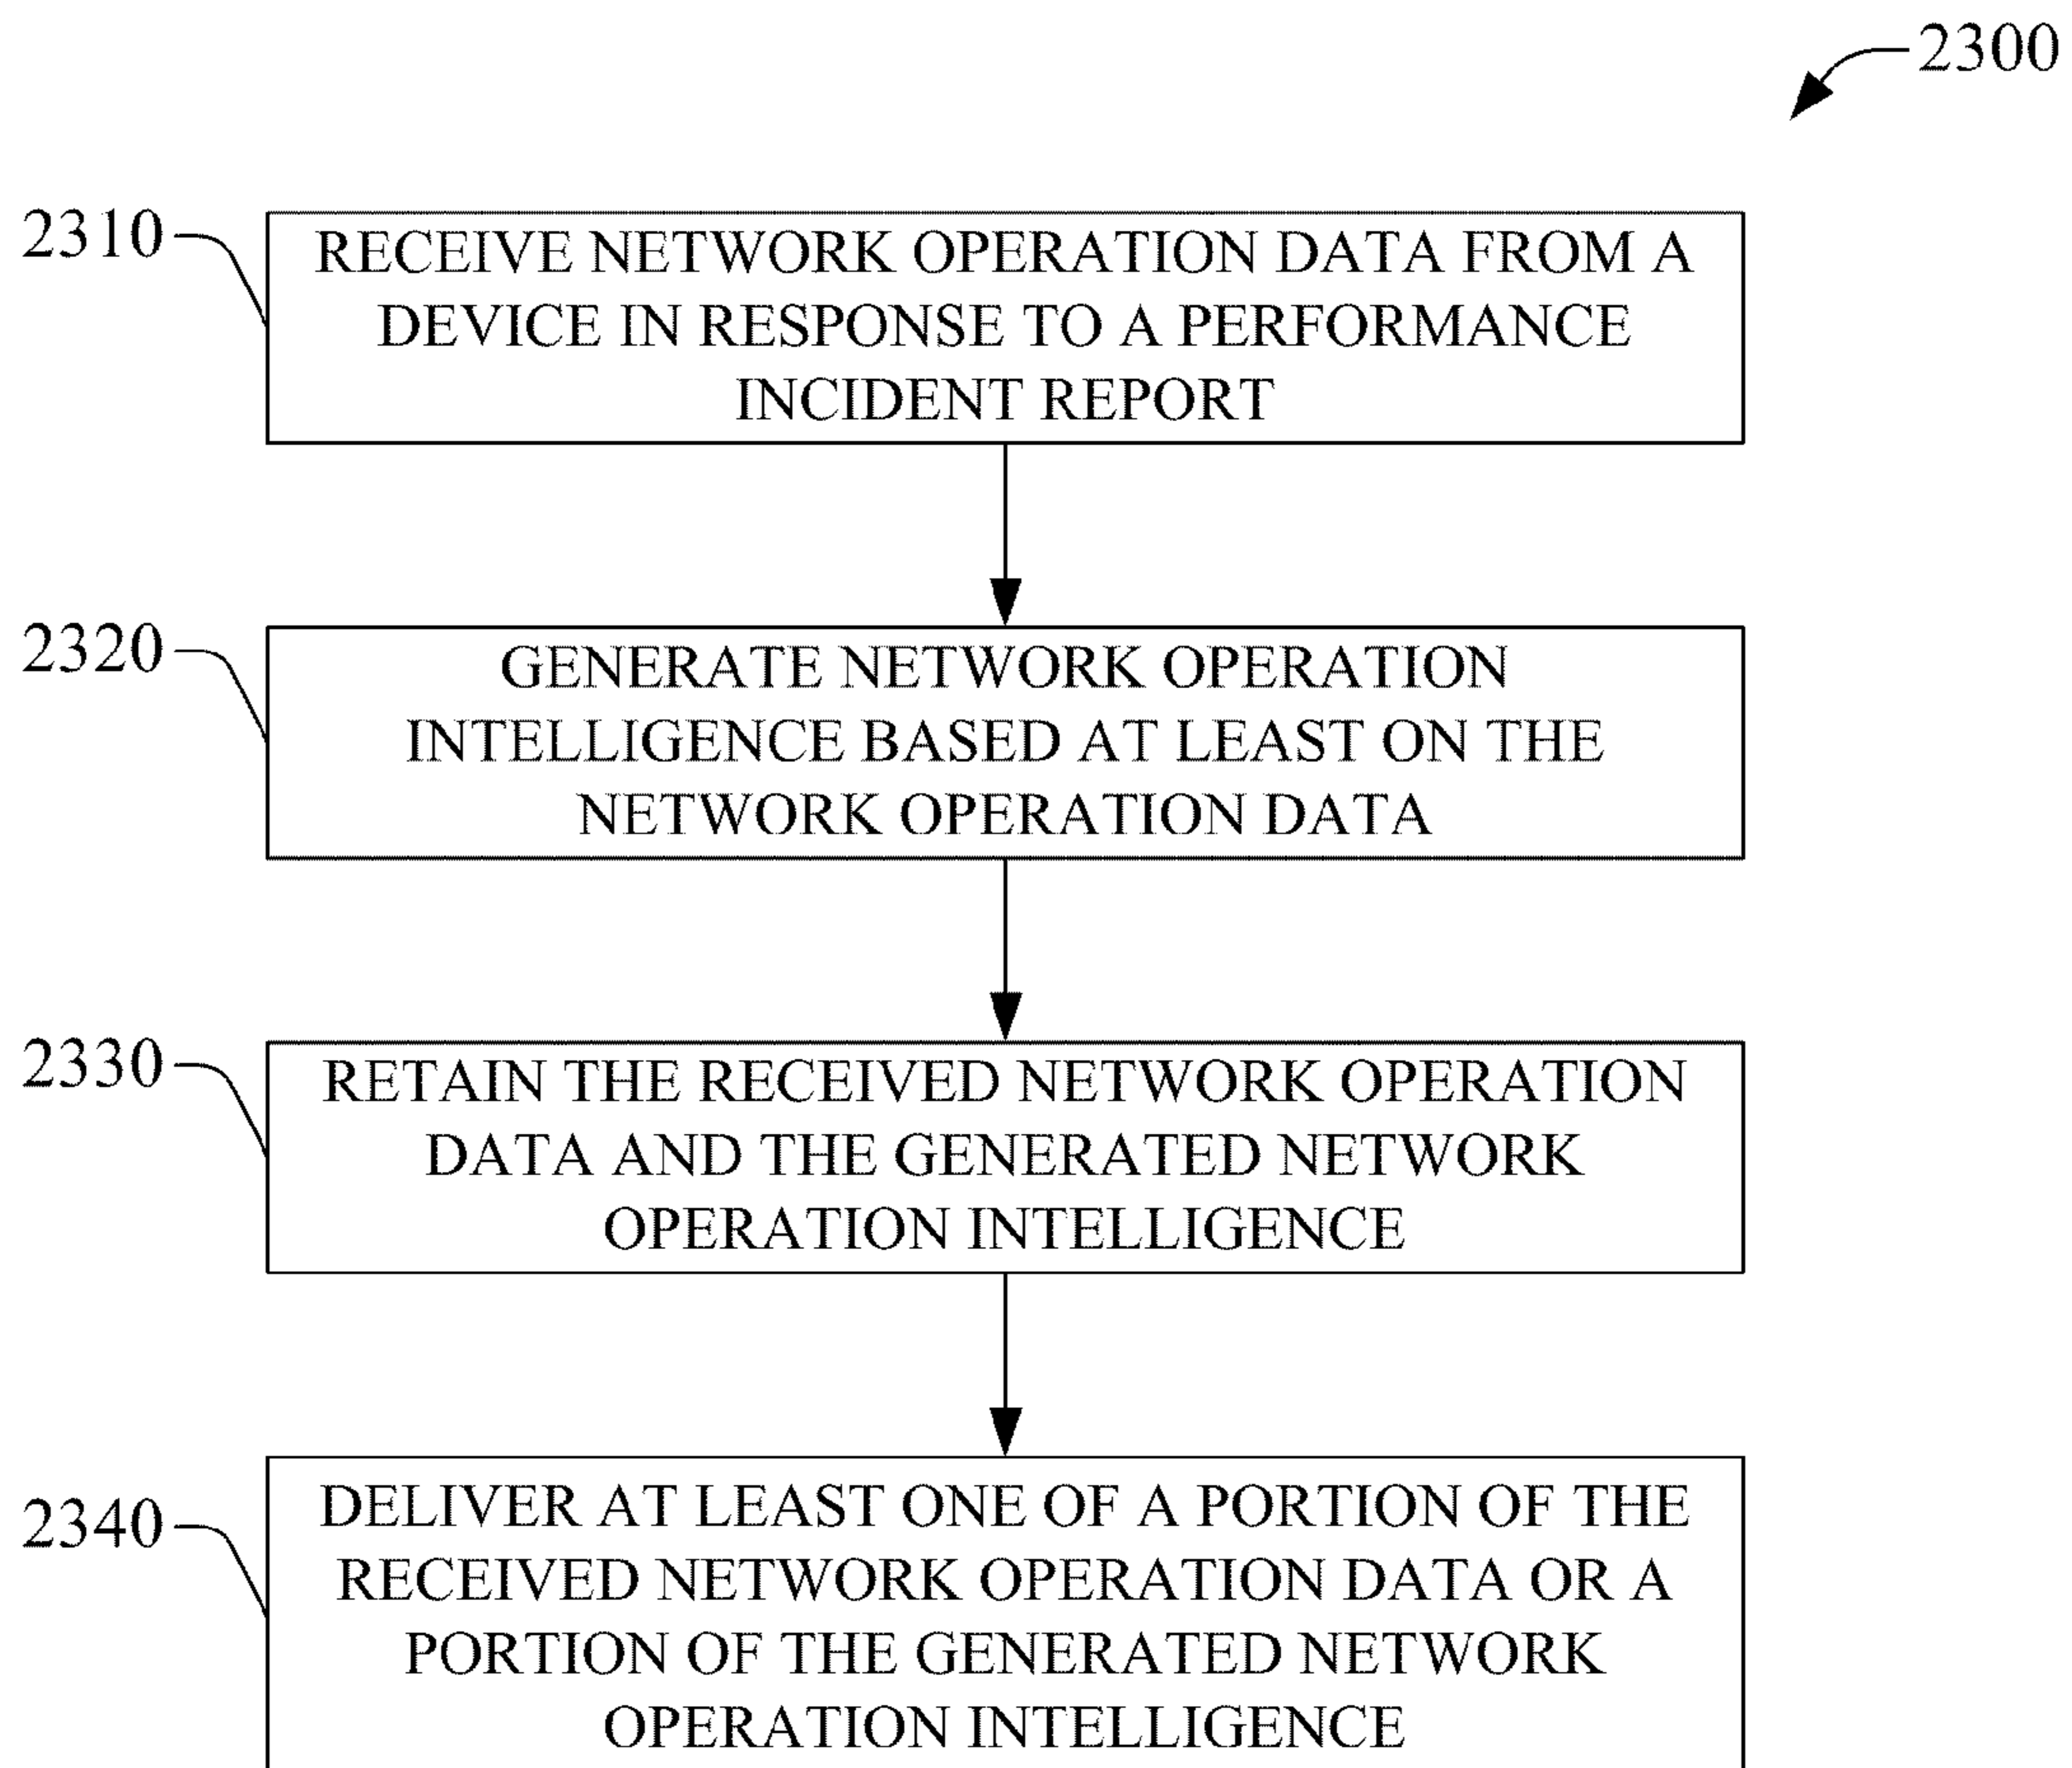 2300
2310
RECEIVE NETWORK OPERATION DATA FROM A
DEVICE IN RESPONSE TO A PERFORMANCE
INCIDENT REPORT
2320
GENERATE NETWORK OPERATION
INTELLIGENCE BASED AT LEAST ON THE
NETWORK OPERATION DATA
2330
RETAIN THE RECEIVED NETWORK OPERATION
DATA AND THE GENERATED NETWORK
OPERATION INTELLIGENCE
2340
DELIVER AT LEAST ONE OF A PORTION OF THE
RECEIVED NETWORK OPERATION DATA OR A
PORTION OF THE GENERATED NETWORK
OPERATION INTELLIGENCE